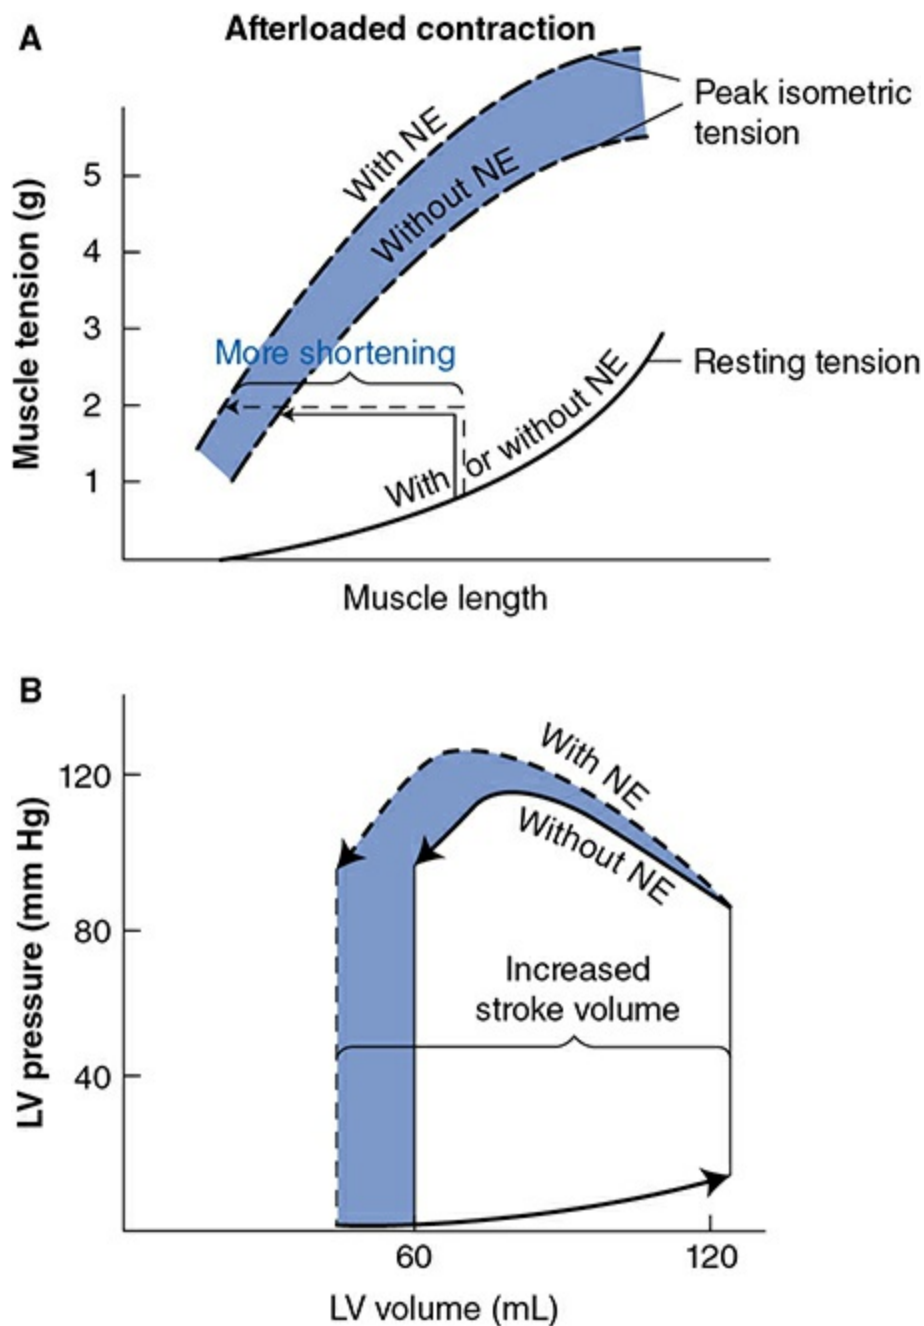 A
Afterloaded contraction
Muscle tension (g)
5
4
3
2
1
With NE
Without NE
Peak isometric
tension
More shortening
With or without NE
Resting tension
Muscle length
B
LV pressure (mm Hg)
120
80
40
With NE
Without NE
Increased
stroke volume
60
120
LV volume (mL)